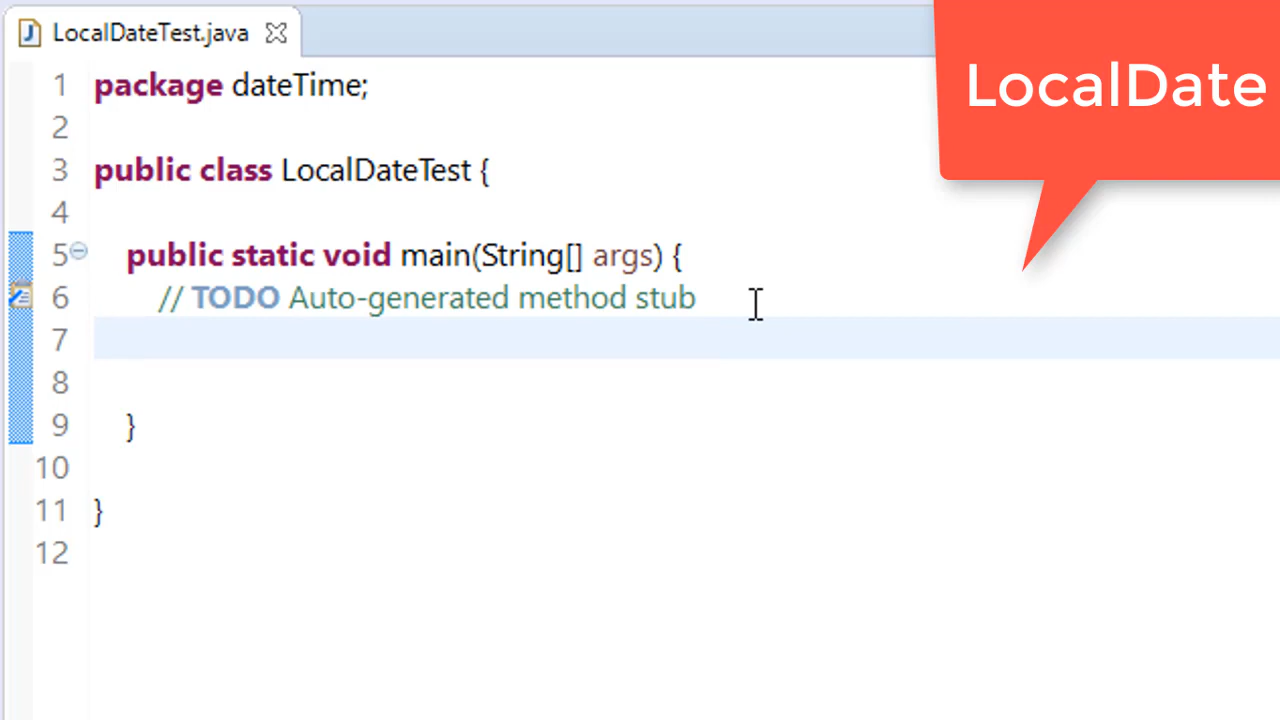 LocalDateTest.java
LocalDate
1 package dateTime;
2
3 public class LocalDateTest {
4
5 public static void main(String[] args) {
6 // TODO Auto-generated method stub
7
8
9 }
10
11 }
12